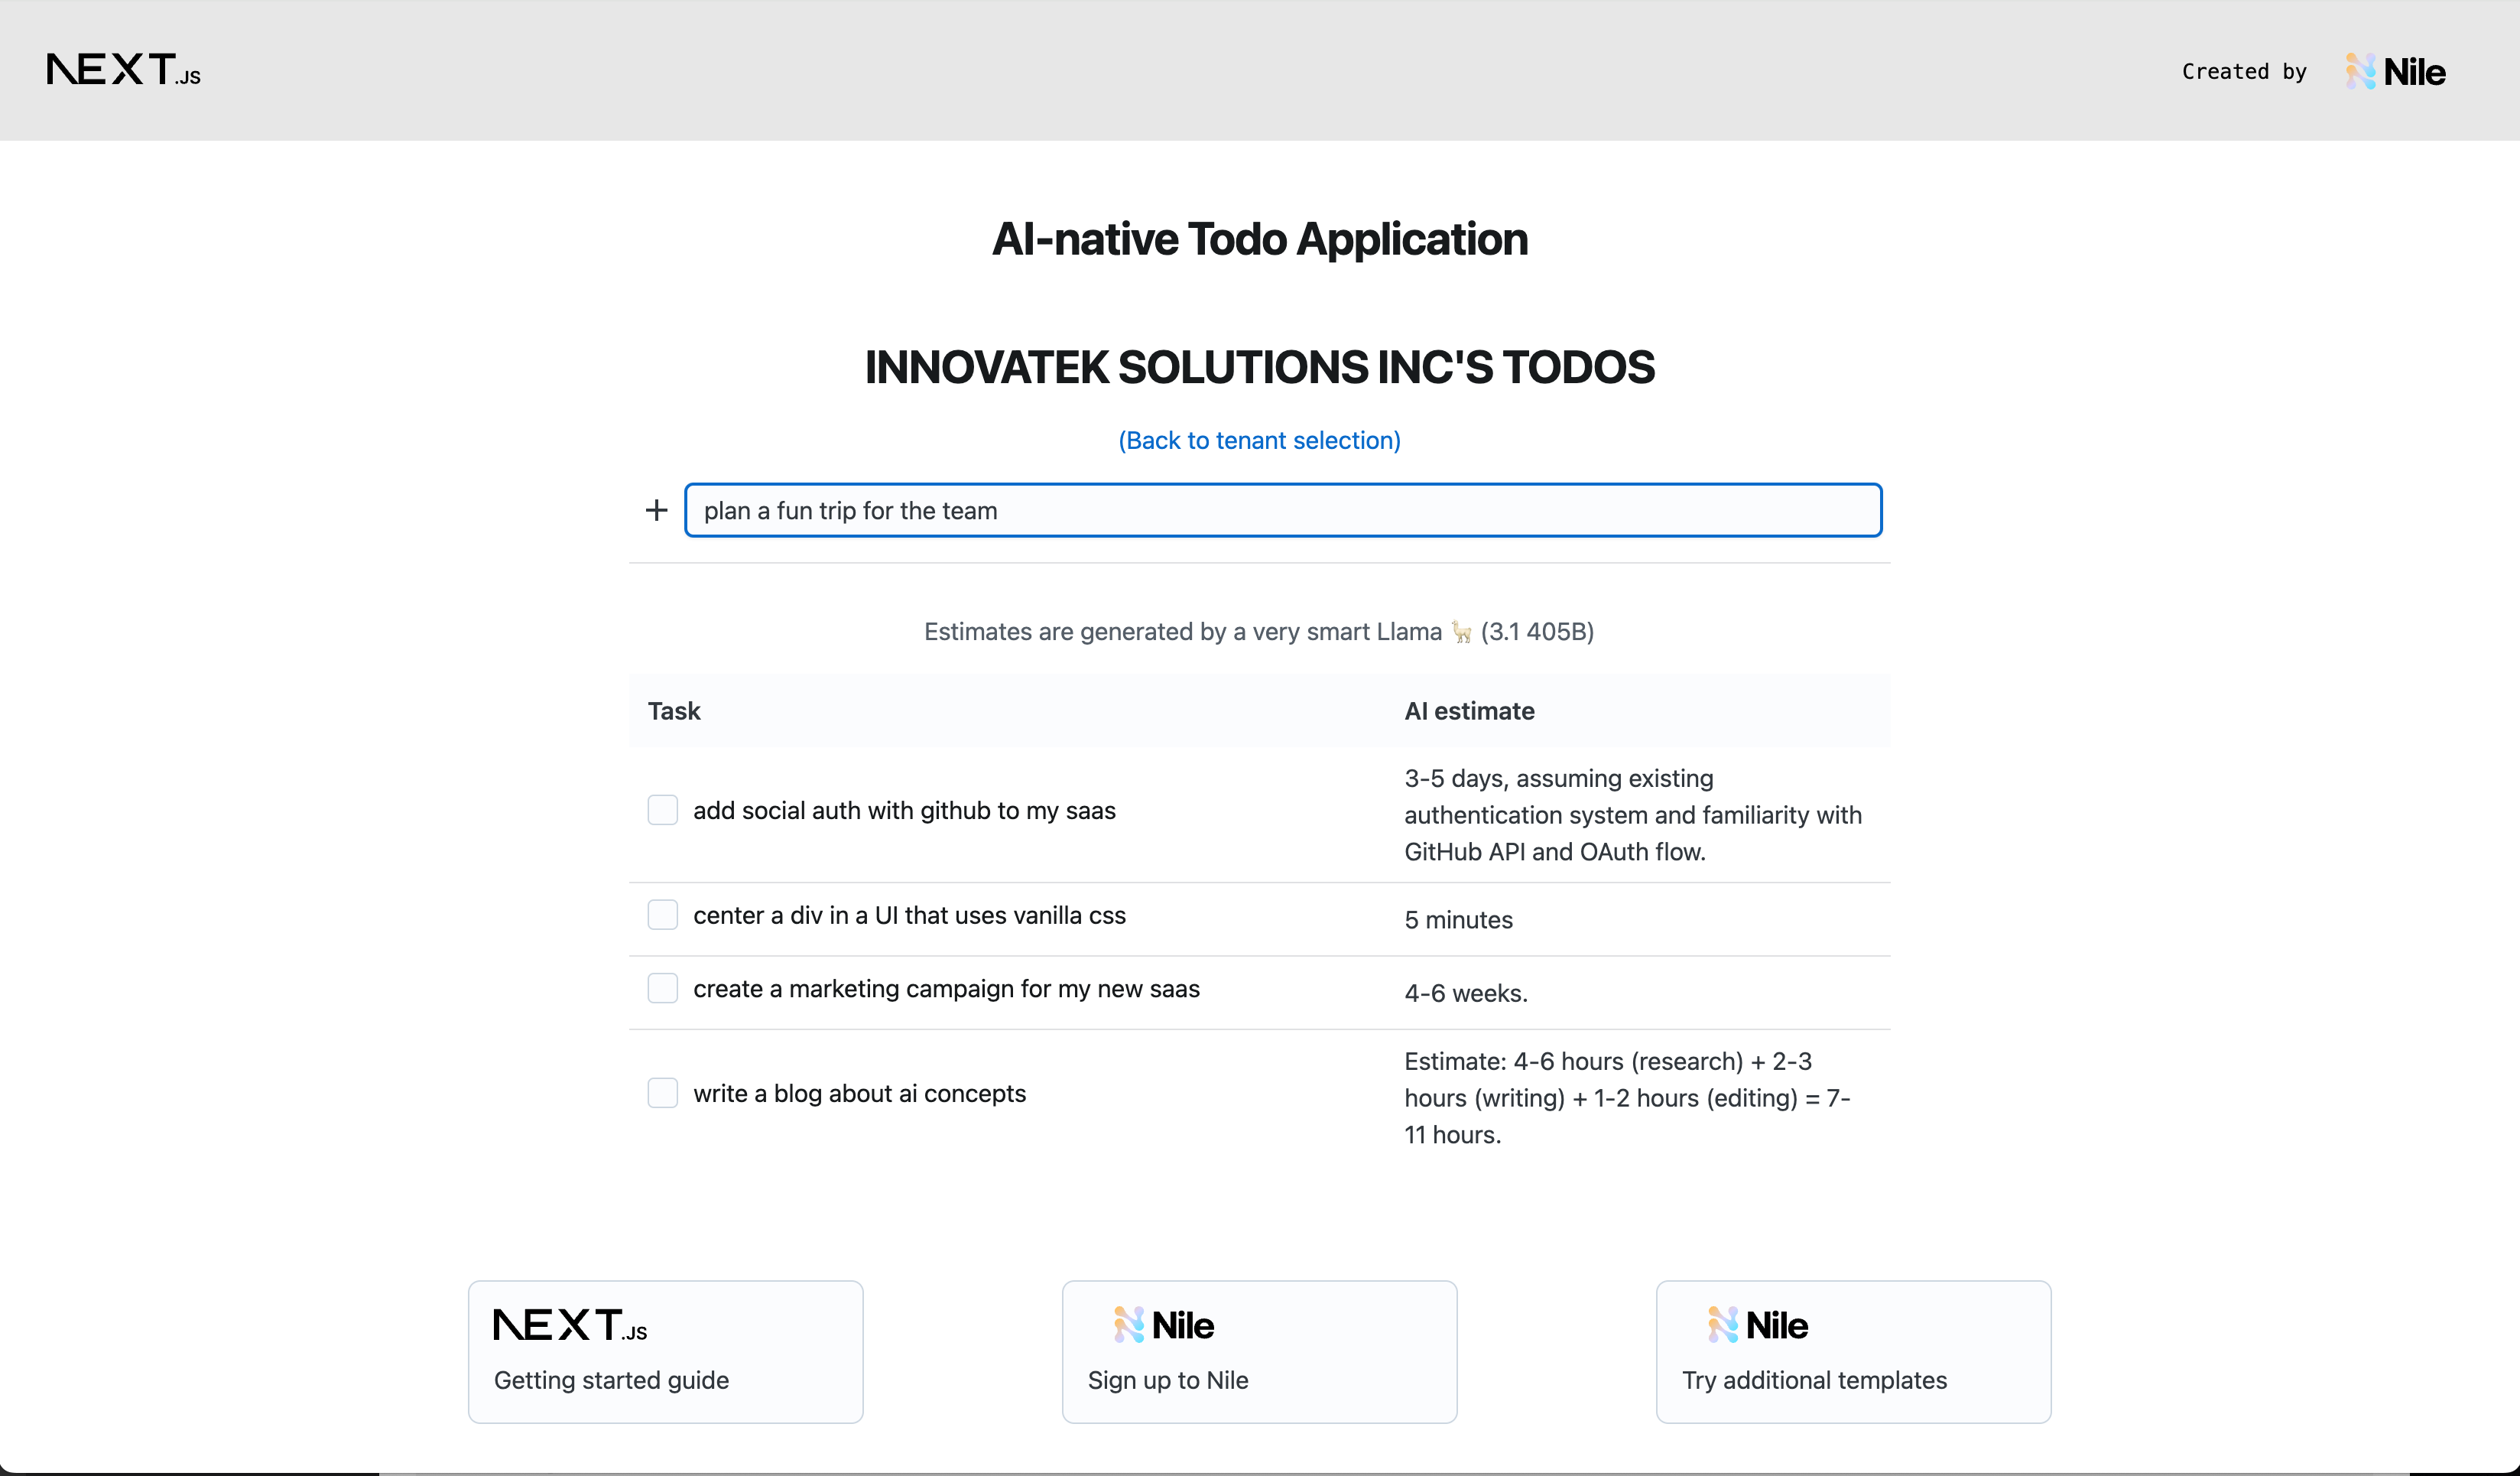 NEXT.JS
Created by Nile
AI-native Todo Application
INNOVATEK SOLUTIONS INC'S TODOS
(Back to tenant selection)
+ plan a fun trip for the team
Estimates are generated by a very smart Llama 🦙 (3.1 405B)
Task AI estimate
add social auth with github to my saas
3-5 days, assuming existing
authentication system and familiarity with
GitHub API and OAuth flow.
center a div in a UI that uses vanilla css 5 minutes
create a marketing campaign for my new saas 4-6 weeks.
write a blog about ai concepts
Estimate: 4-6 hours (research) + 2-3
hours (writing) + 1-2 hours (editing) = 7-
11 hours.
NEXT.JS
Getting started guide
Nile
Sign up to Nile
Nile
Try additional templates